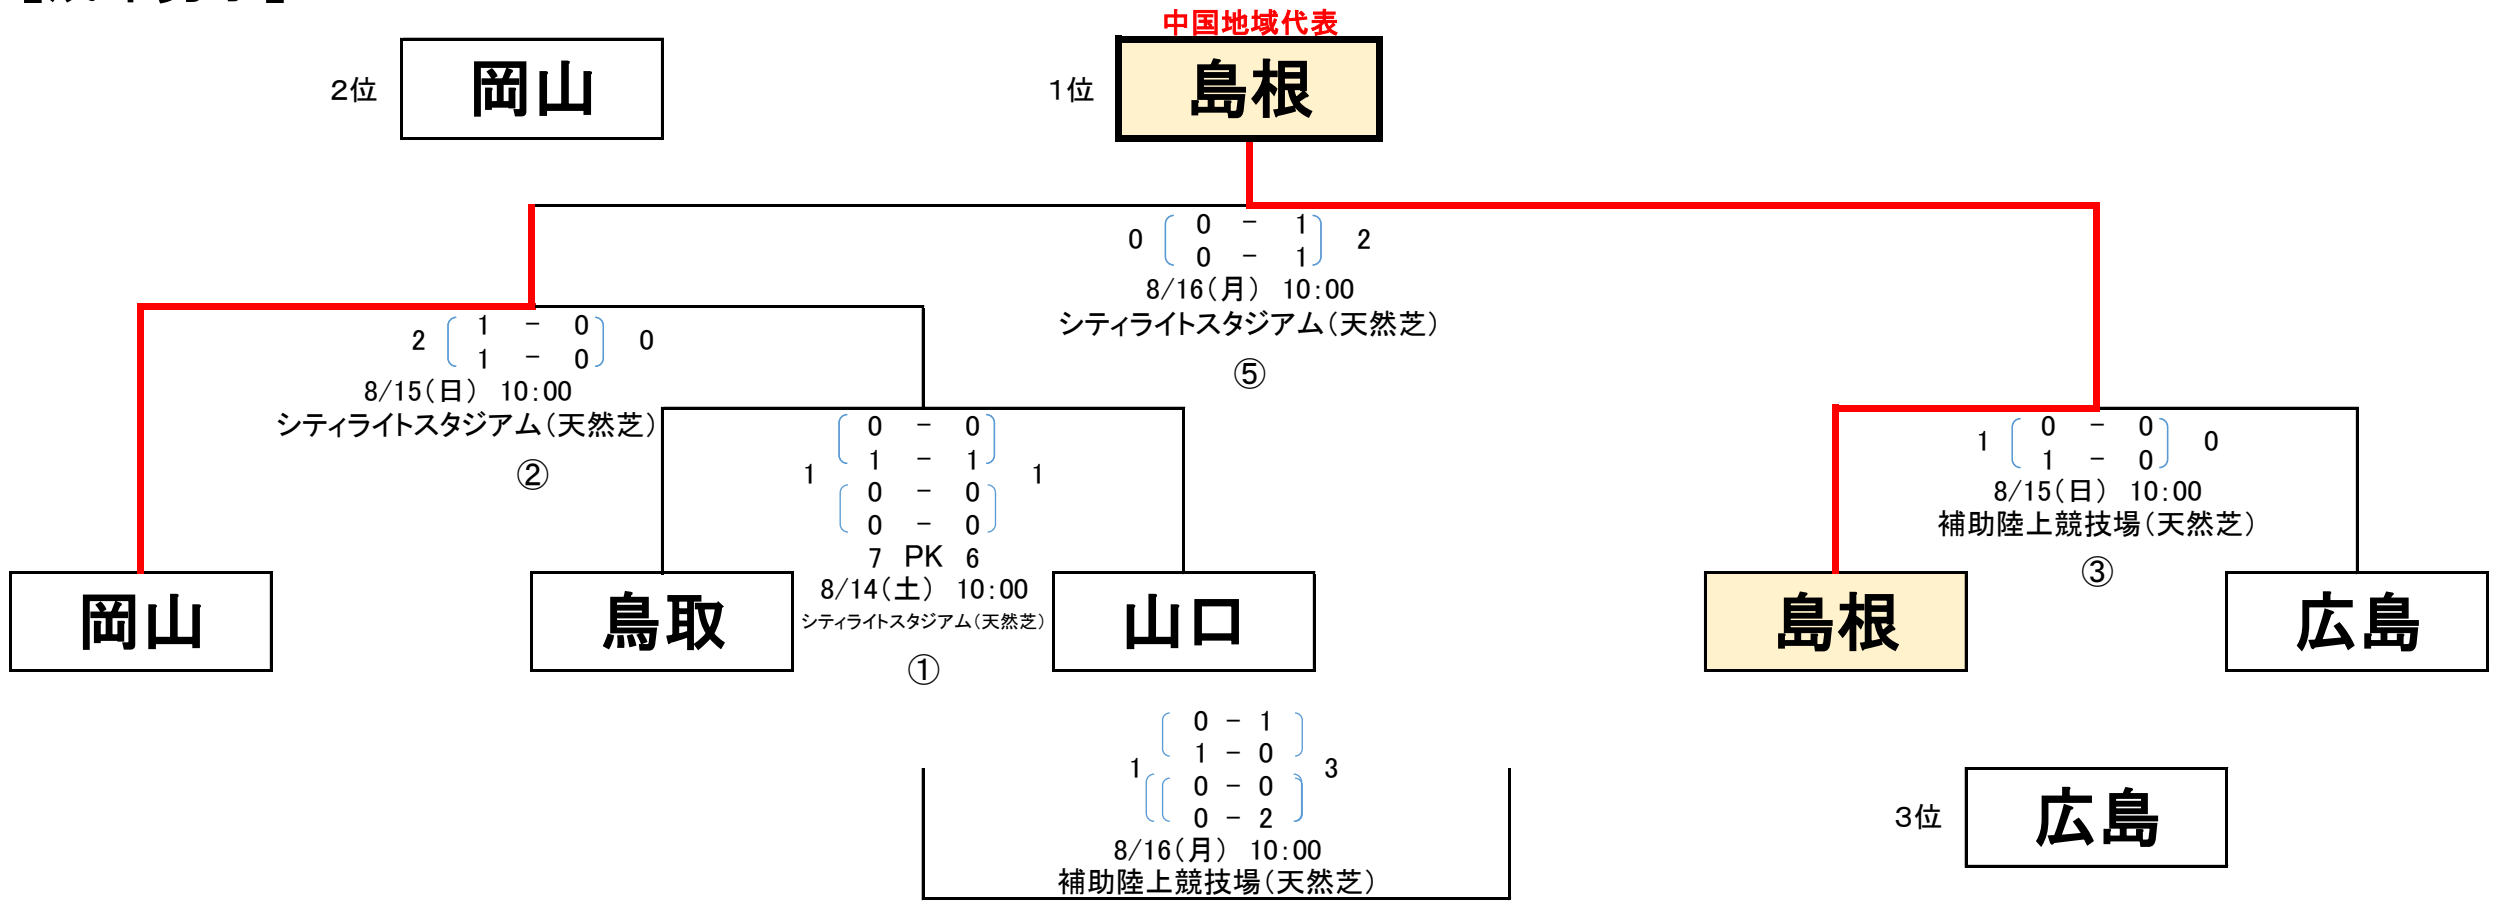 中国地域代表
2位 岡山
1位 島根
0 0 - 1 2
0 - 1
8/16(月) 10:00
シティライトスタジアム(天然芝)
⑤
2 1 - 0 0
1 - 0
8/15(日) 10:00
シティライトスタジアム(天然芝)
②
0 - 0
1 1 - 1 1
0 - 0
0 - 0
7 PK 6
8/14(土) 10:00
シティライトスタジアム(天然芝)
①
1 0 - 0 0
1 - 0
8/15(日) 10:00
補助陸上競技場(天然芝)
③
岡山
鳥取
山口
島根
広島
0 - 1
1 1 - 0 3
0 - 0
0 - 2
8/16(月) 10:00
補助陸上競技場(天然芝)
3位 広島